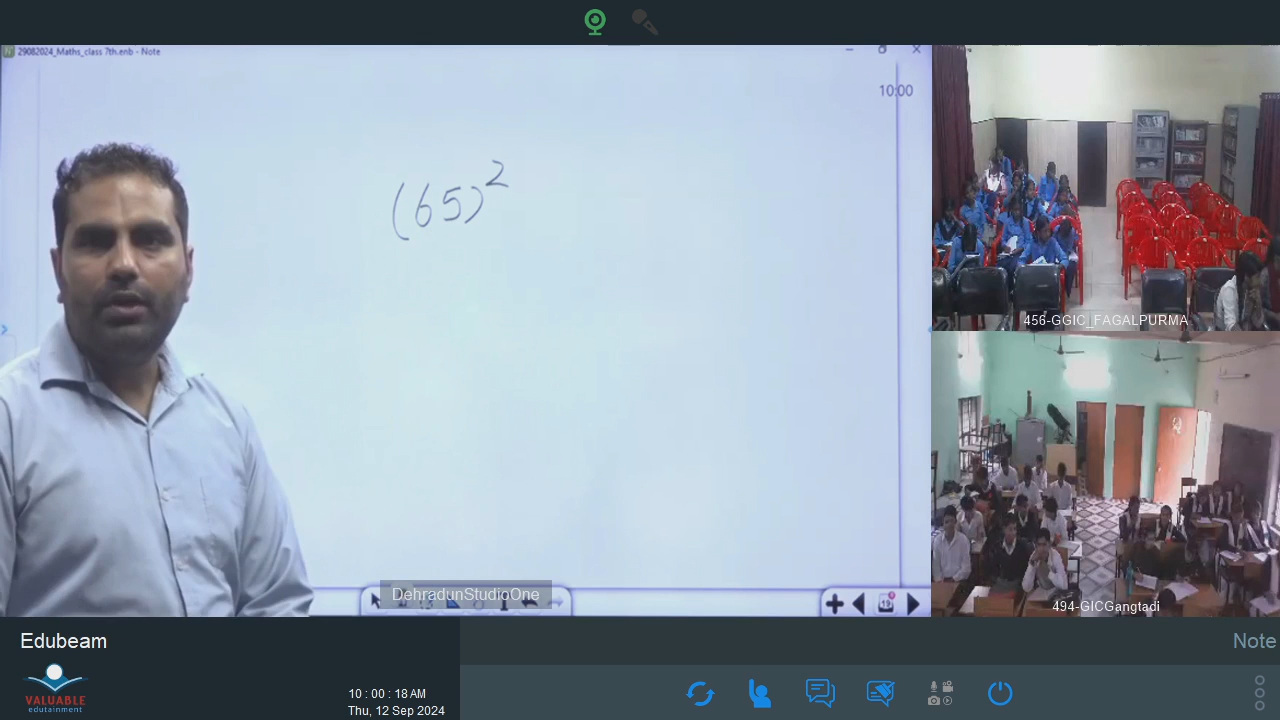 29082024_Maths_class 7th.enb - Note
10:00
(65)²
456-GGIC_FAGALPURMA
DehradunStudioOne
494-GICGangtadi
Edubeam
Note
VALUABLE
edutainment
10 : 00 : 18 AM
Thu, 12 Sep 2024